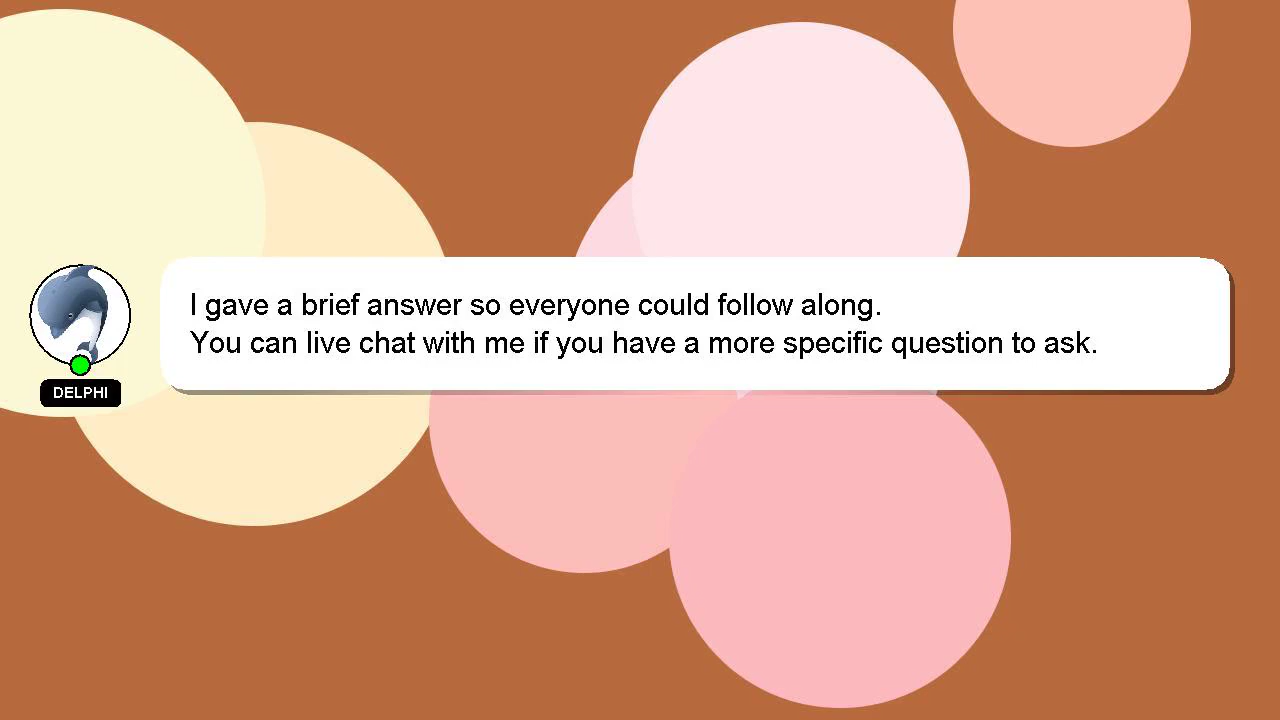 I gave a brief answer so everyone could follow along.
You can live chat with me if you have a more specific question to ask.
DELPHI